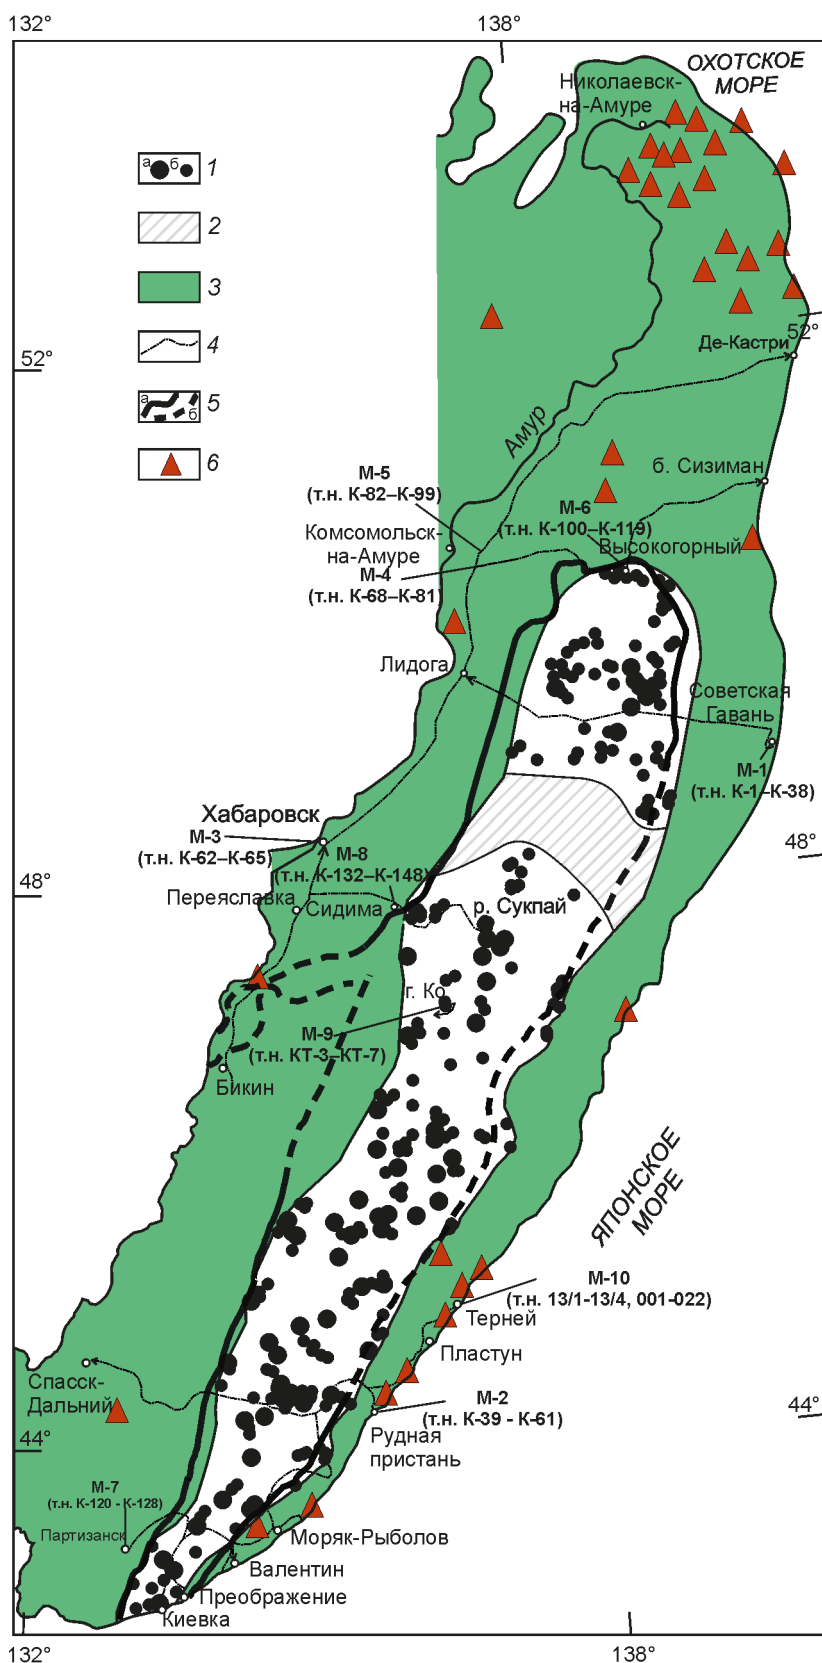 132°
138°
ОХОТСКОЕ
МОРЕ
Николаевск-
на-Амуре
а б 1
2
3
4
а б 5
6
52°
52°
Де-Кастри
Амур
М-5
(т.н. К-82–К-99)
б. Сизиман
М-6
(т.н. К-100–К-119)
Комсомольск-
на-Амуре
Высокогорный
М-4
(т.н. К-68–К-81)
Лидога
Советская
Гавань
М-1
(т.н. К-1–К-38)
Хабаровск
М-3
(т.н. К-62–К-65)
М-8
(т.н. К-132–К-148)
48°
48°
Переяславка
Сидима
р. Сукпай
г. Ко
М-9
(т.н. КТ-3–КТ-7)
Бикин
ЯПОНСКОЕ
МОРЕ
М-10
(т.н. 13/1-13/4, 001-022)
Терней
Пластун
Спасск-
Дальний
М-2
(т.н. К-39 - К-61)
44°
44°
Рудная
пристань
М-7
(т.н. К-120 - К-128)
Партизанск
Моряк-Рыболов
Валентин
Преображение
Киевка
132°
138°